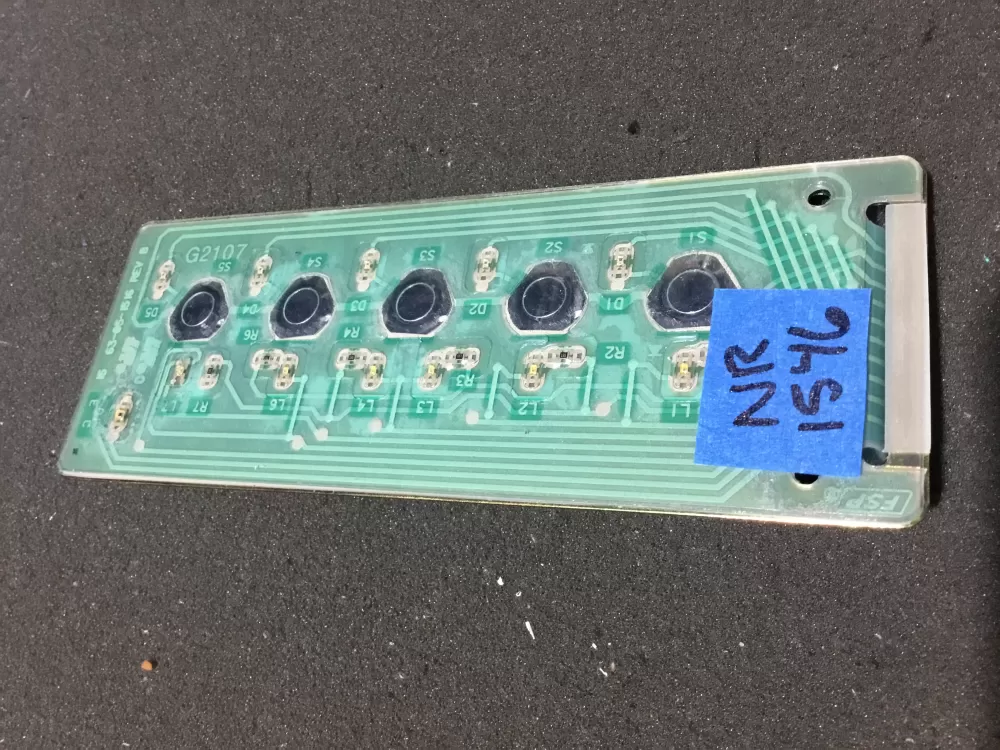 G2107
S5
S4
S3
S2
S1
D5
D4
D3
D2
D1
R6
R4
R2
L7
R7
L6
L4
L3
R3
L2
L1
NR
1546
FSP